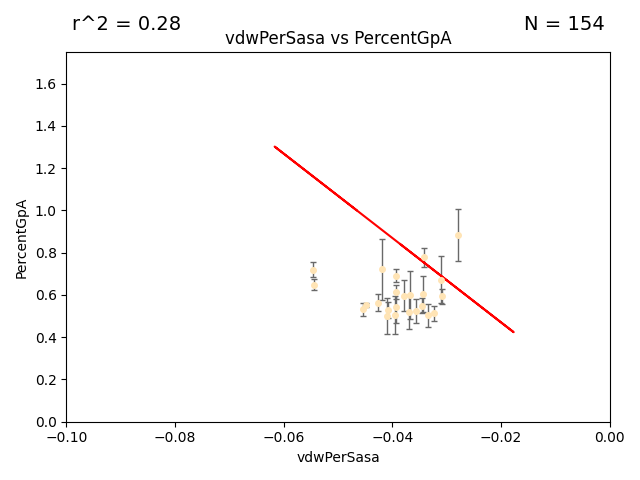 r^2 = 0.28
N = 154
vdwPerSasa vs PercentGpA
PercentGpA
1.6
1.4
1.2
1.0
0.8
0.6
0.4
0.2
0.0
−0.10 −0.08 −0.06 −0.04 −0.02 0.00
vdwPerSasa